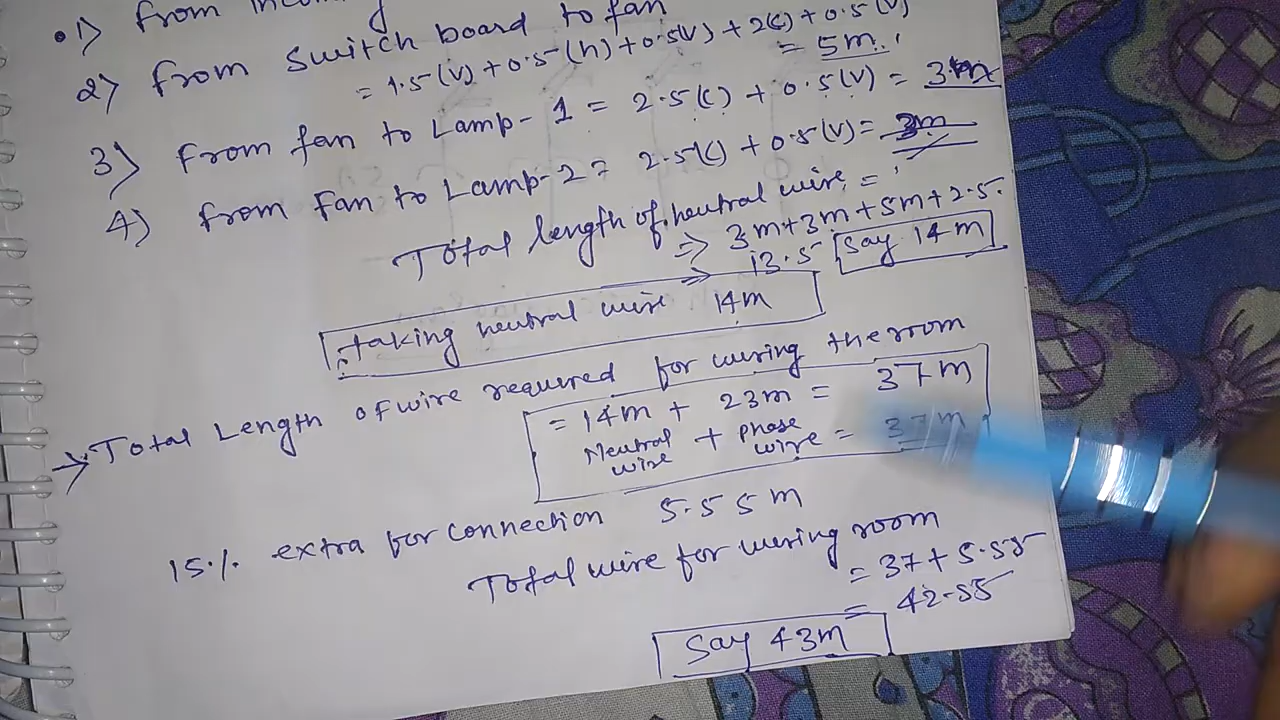 1) from
2) from switch board to fan
= 1.5(V) + 0.5(h) + 0.5(V) + 2(C) + 0.5(V)
= 5m.
3) from fan to Lamp-1 = 2.5(C) + 0.5(V) = 3m
4) from Fan to Lamp-2 = 2.5(C) + 0.5(V) = 3m
Total length of neutral wire =
=> 3m+3m+5m+2.5.
13.5 say 14m
taking neutral wire 14m
Total Length of wire required for wiring the room
= 14m + 23m = 37m
Neutral wire + Phase wire = 37m
15.% extra for connection 5.55m
Total wire for wiring room
= 37 + 5.55
= 42.55
Say 43m